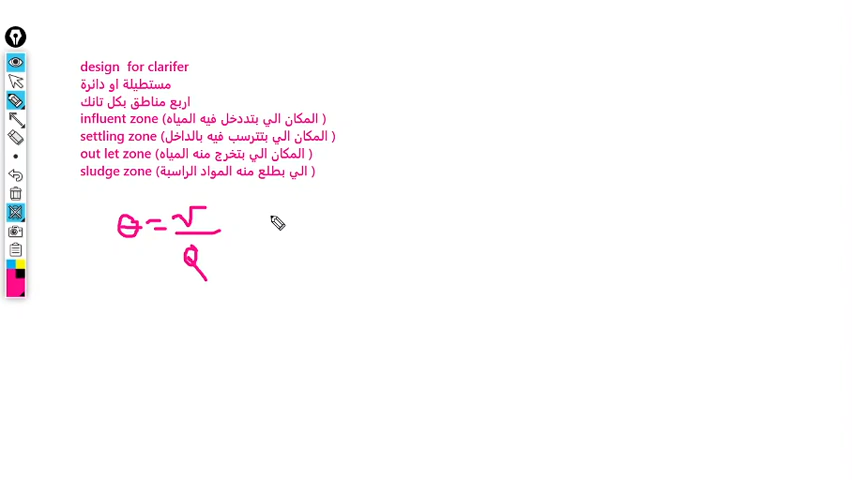 design for clarifer
مستطيلة او دائرة
اربع مناطق بكل تانك
influent zone (المكان الي بتددخل فيه المياه )
settling zone (المكان الي بتترسب فيه بالداخل )
out let zone (المكان الي بتخرج منه المياه )
sludge zone (الي بطلع منه المواد الراسبة )
θ = V / Q